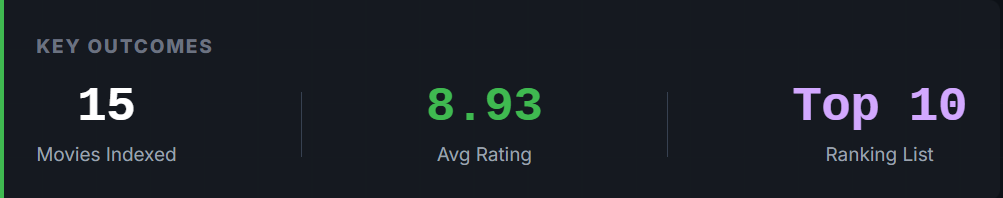 KEY OUTCOMES
15
Movies Indexed
8.93
Avg Rating
Top 10
Ranking List